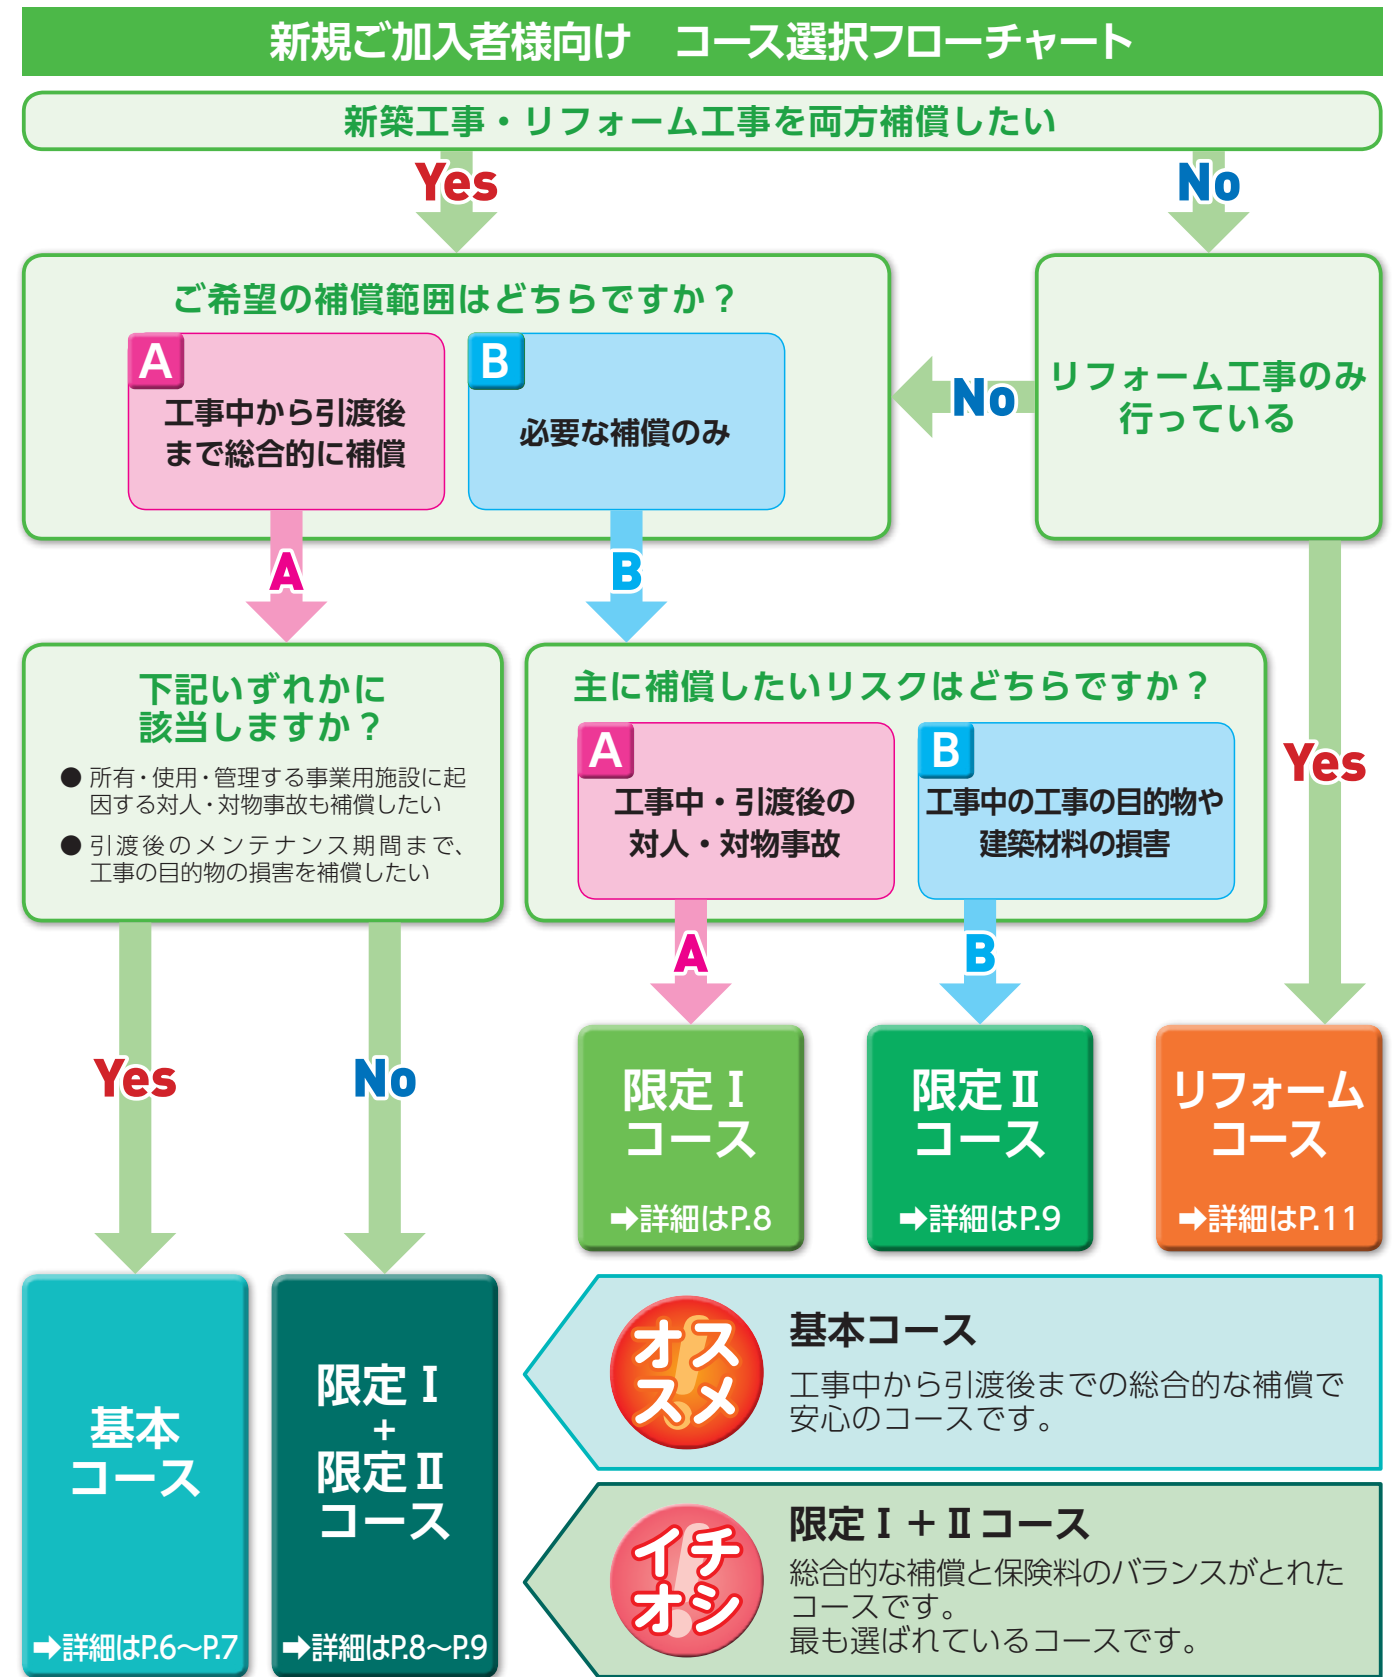 新規ご加入者様向け　コース選択フローチャート
新築工事・リフォーム工事を両方補償したい
Yes
No
ご希望の補償範囲はどちらですか？
A
工事中から引渡後
まで総合的に補償
B
必要な補償のみ
No
リフォーム工事のみ
行っている
A
B
下記いずれかに
該当しますか？
● 所有・使用・管理する事業用施設に起
因する対人・対物事故も補償したい
● 引渡後のメンテナンス期間まで、
工事の目的物の損害を補償したい
主に補償したいリスクはどちらですか？
A
工事中・引渡後の
対人・対物事故
B
工事中の工事の目的物や
建築材料の損害
Yes
A
B
Yes
No
限定Ⅰ
コース
➡詳細はP.8
限定Ⅱ
コース
➡詳細はP.9
リフォーム
コース
➡詳細はP.11
基本
コース
➡詳細はP.6～P.7
限定Ⅰ
+
限定Ⅱ
コース
➡詳細はP.8～P.9
オス
スメ
基本コース
工事中から引渡後までの総合的な補償で
安心のコースです。
イチ
オシ
限定Ⅰ＋Ⅱコース
総合的な補償と保険料のバランスがとれた
コースです。
最も選ばれているコースです。